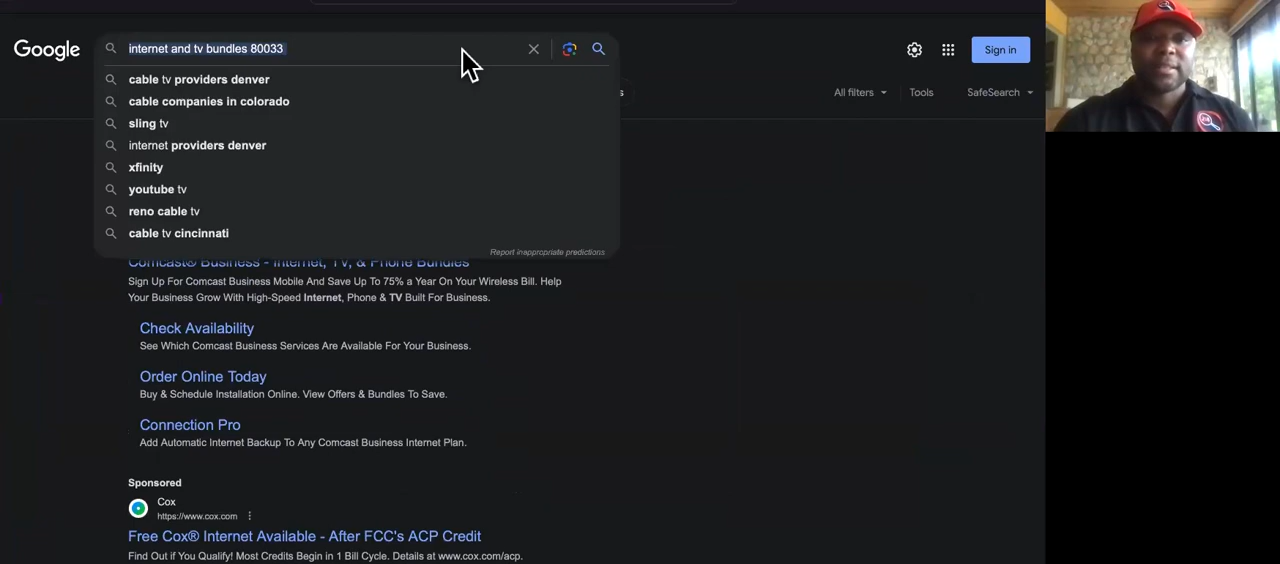 Google
internet and tv bundles 80033
Sign in
cable tv providers denver
cable companies in colorado
sling tv
internet providers denver
xfinity
youtube tv
reno cable tv
cable tv cincinnati
Report inappropriate predictions
All filters
Tools
SafeSearch
Comcast® Business - Internet, TV, & Phone Bundles
Sign Up For Comcast Business Mobile And Save Up To 75% a Year On Your Wireless Bill. Help
Your Business Grow With High-Speed Internet, Phone & TV Built For Business.
Check Availability
See Which Comcast Business Services Are Available For Your Business.
Order Online Today
Buy & Schedule Installation Online. View Offers & Bundles To Save.
Connection Pro
Add Automatic Internet Backup To Any Comcast Business Internet Plan.
Sponsored
Cox
https://www.cox.com
Free Cox® Internet Available - After FCC's ACP Credit
Find Out if You Qualify! Most Credits Begin in 1 Bill Cycle. Details at www.cox.com/acp.